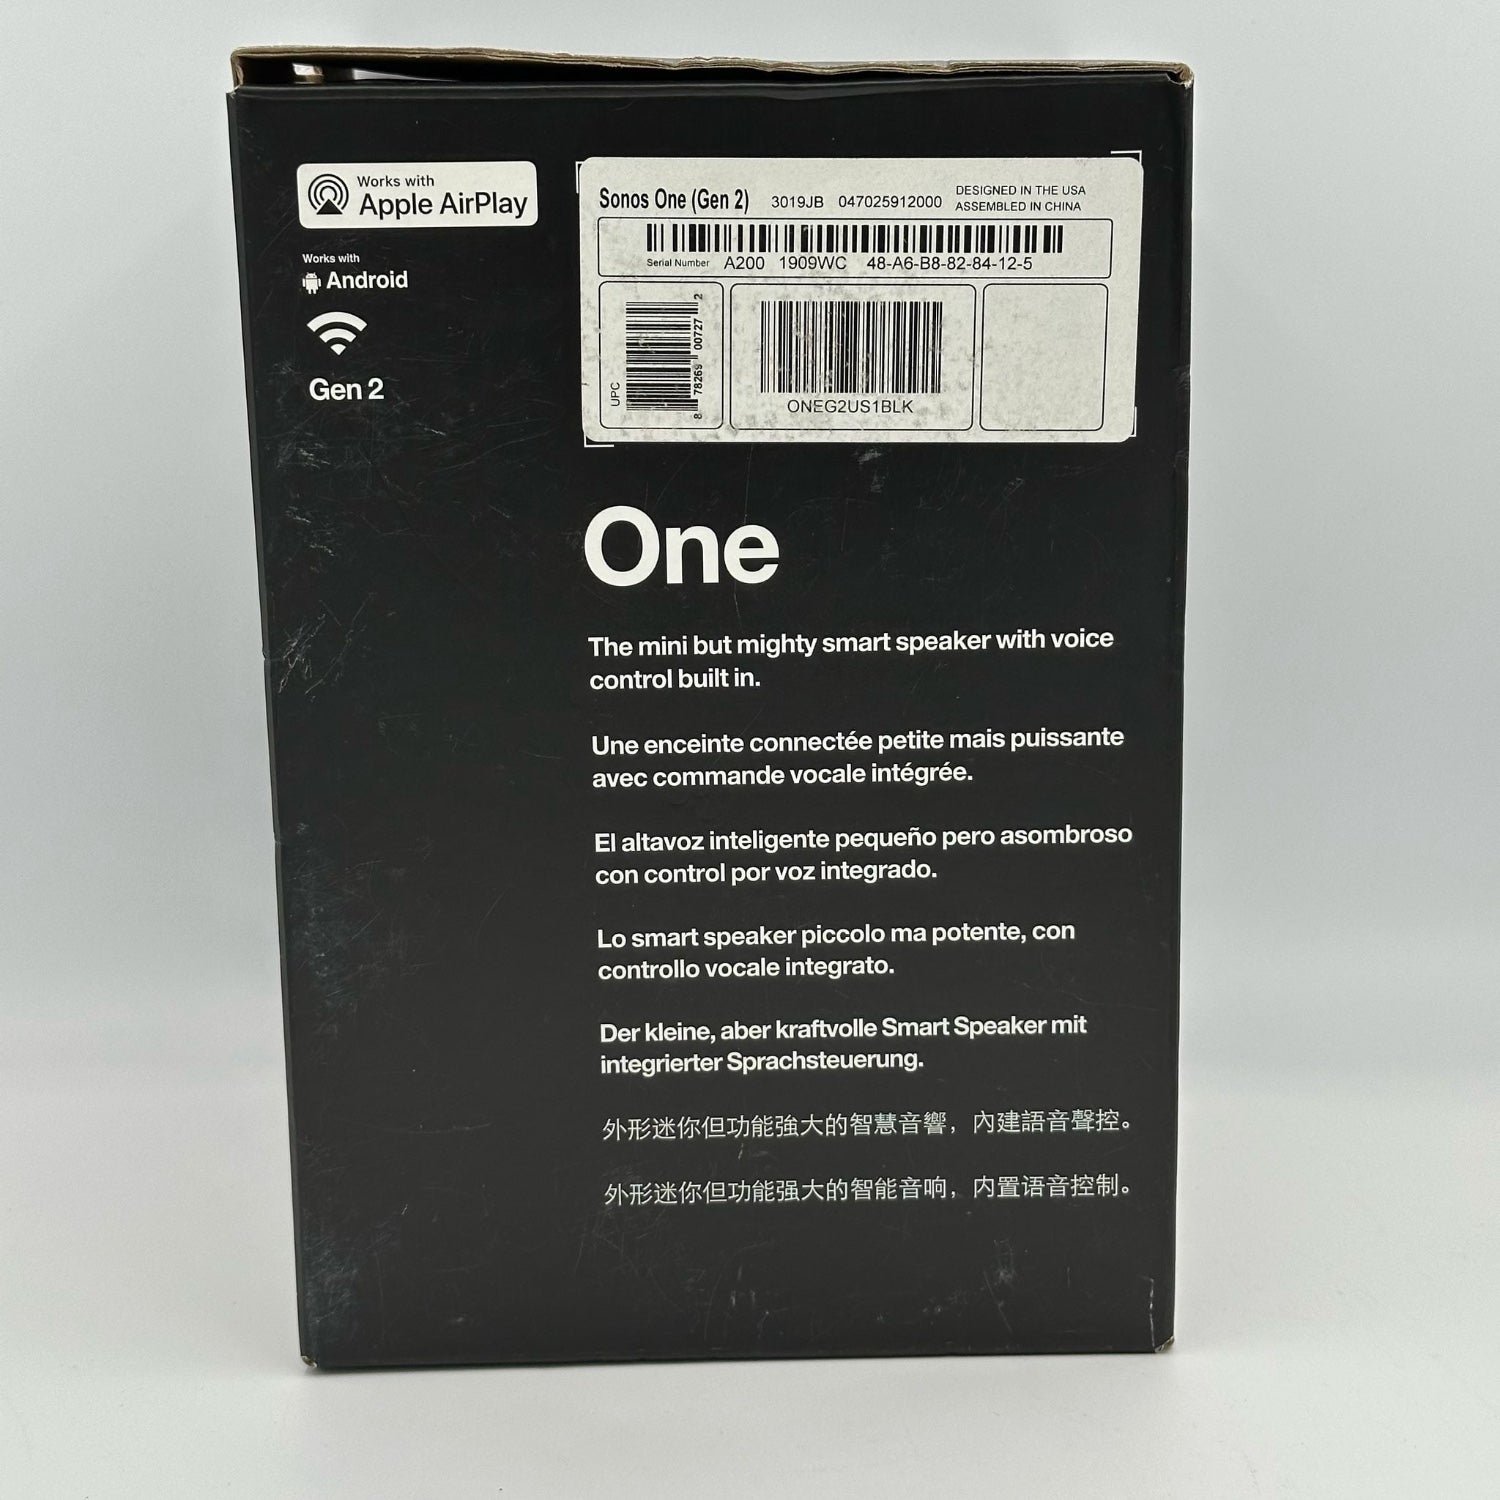 Works with
Apple AirPlay
Works with
Android
Gen 2
Sonos One (Gen 2) 3019JB 047025912000 DESIGNED IN THE USA
ASSEMBLED IN CHINA
Serial Number A200 1909WC 48-A6-B8-82-84-12-5
UPC
8 78269 00727 2
ONEG2US1BLK
One
The mini but mighty smart speaker with voice
control built in.
Une enceinte connectée petite mais puissante
avec commande vocale intégrée.
El altavoz inteligente pequeño pero asombroso
con control por voz integrado.
Lo smart speaker piccolo ma potente, con
controllo vocale integrato.
Der kleine, aber kraftvolle Smart Speaker mit
integrierter Sprachsteuerung.
外形迷你但功能強大的智慧音響，內建語音聲控。
外形迷你但功能强大的智能音响，内置语音控制。